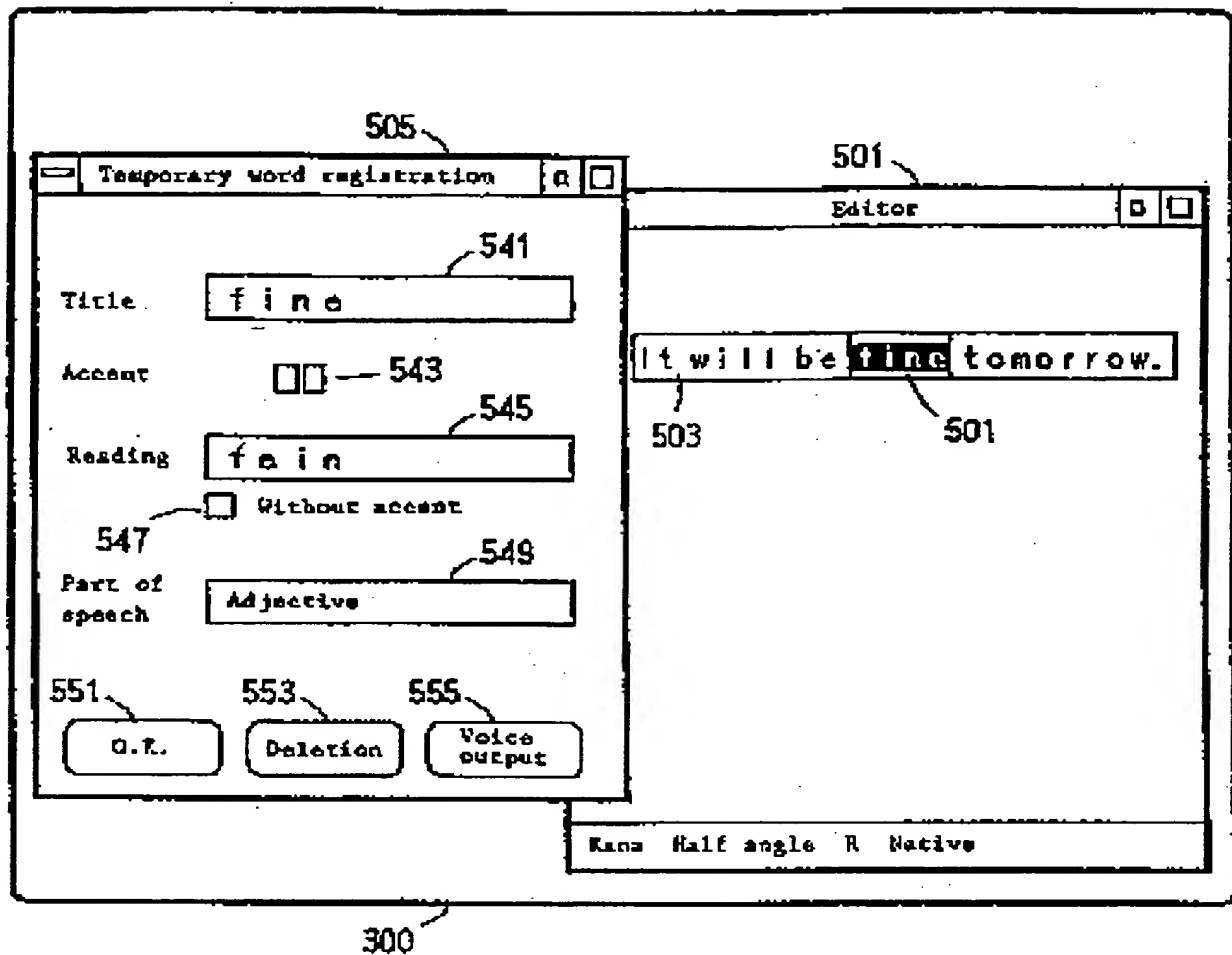 505
Temporary word registration
541
Title
fine
Accent
543
545
Reading
fain
547
Without accent
549
Part of
speech
Adjective
551
553
555
O.K.
Deletion
Voice
output
501
Editor
It will be fine tomorrow.
503
501
Kana Half angle R Native
300